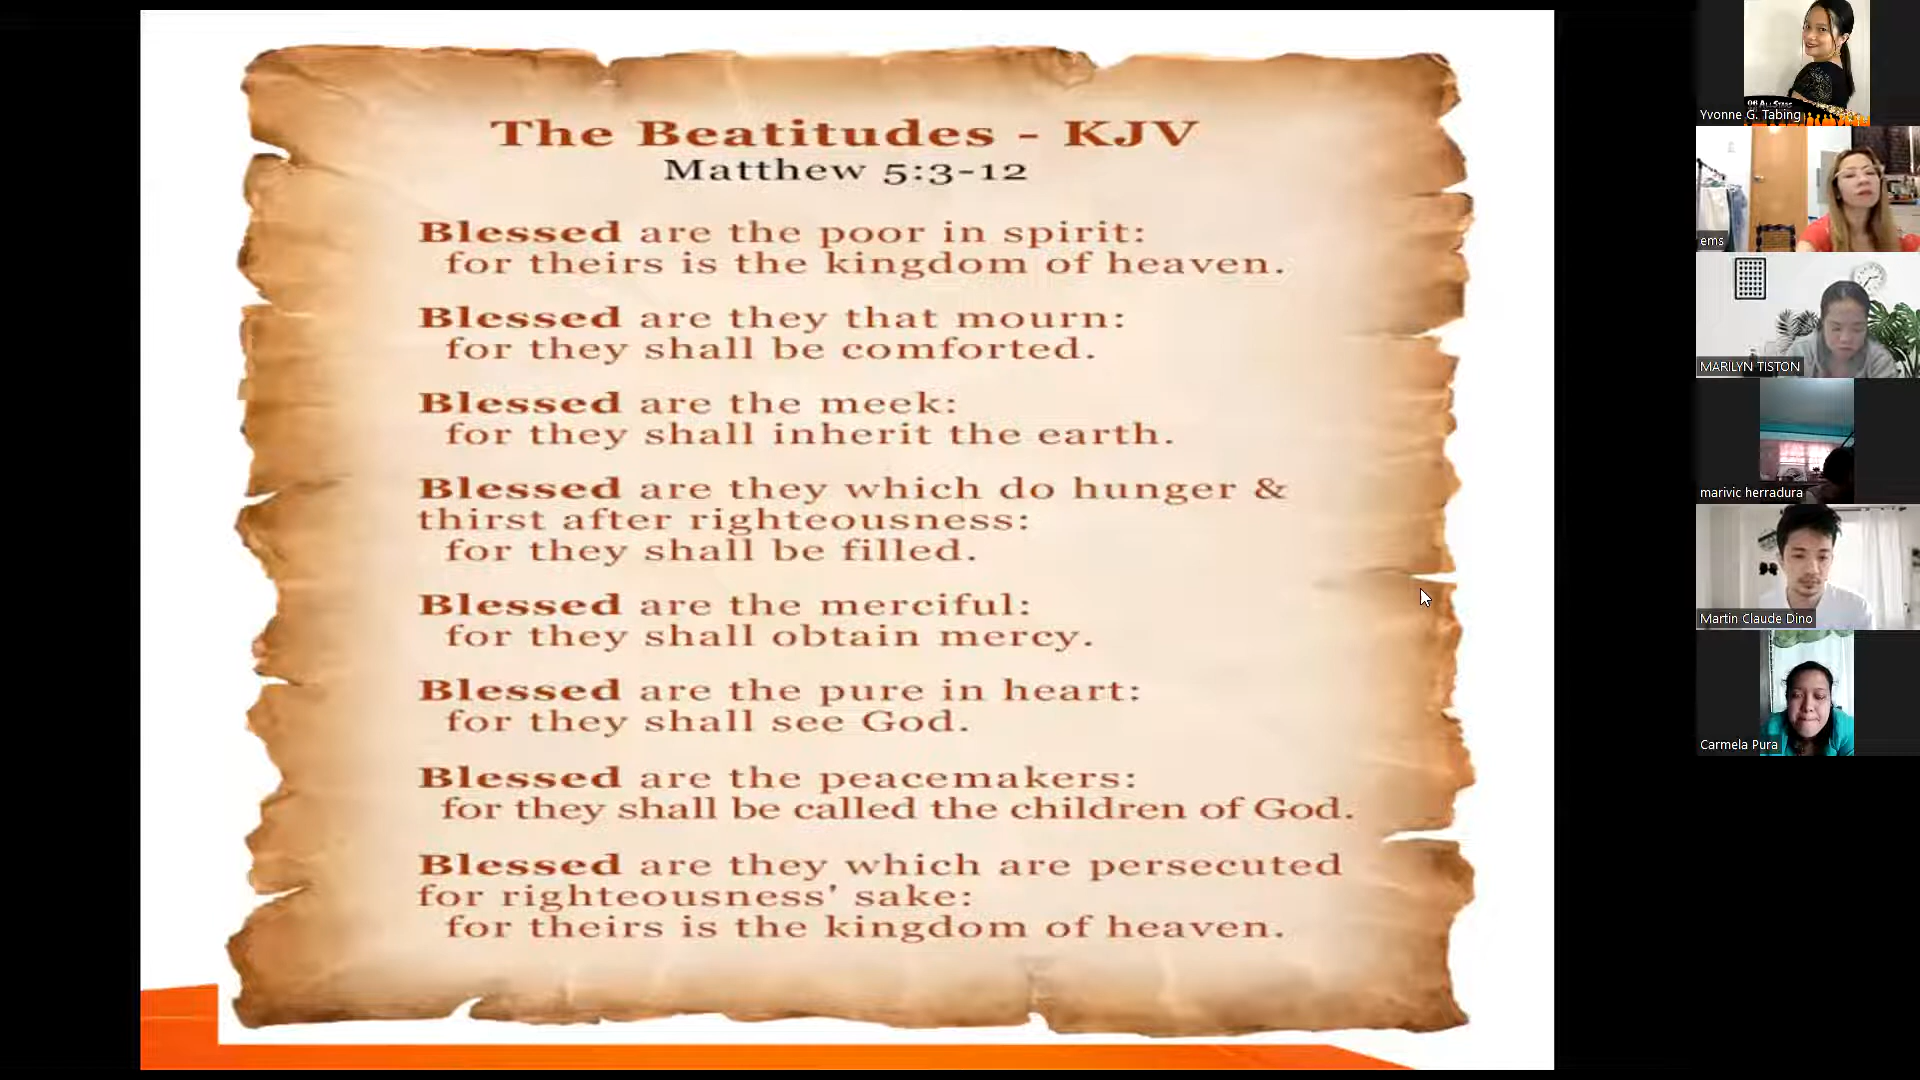 The Beatitudes - KJV
Matthew 5:3-12
Blessed are the poor in spirit:
for theirs is the kingdom of heaven.
Blessed are they that mourn:
for they shall be comforted.
Blessed are the meek:
for they shall inherit the earth.
Blessed are they which do hunger &
thirst after righteousness:
for they shall be filled.
Blessed are the merciful:
for they shall obtain mercy.
Blessed are the pure in heart:
for they shall see God.
Blessed are the peacemakers:
for they shall be called the children of God.
Blessed are they which are persecuted
for righteousness' sake:
for theirs is the kingdom of heaven.
Yvonne G. Tabing
ems
MARILYN TISTON
marivic herradura
Martin Claude Dino
Carmela Pura